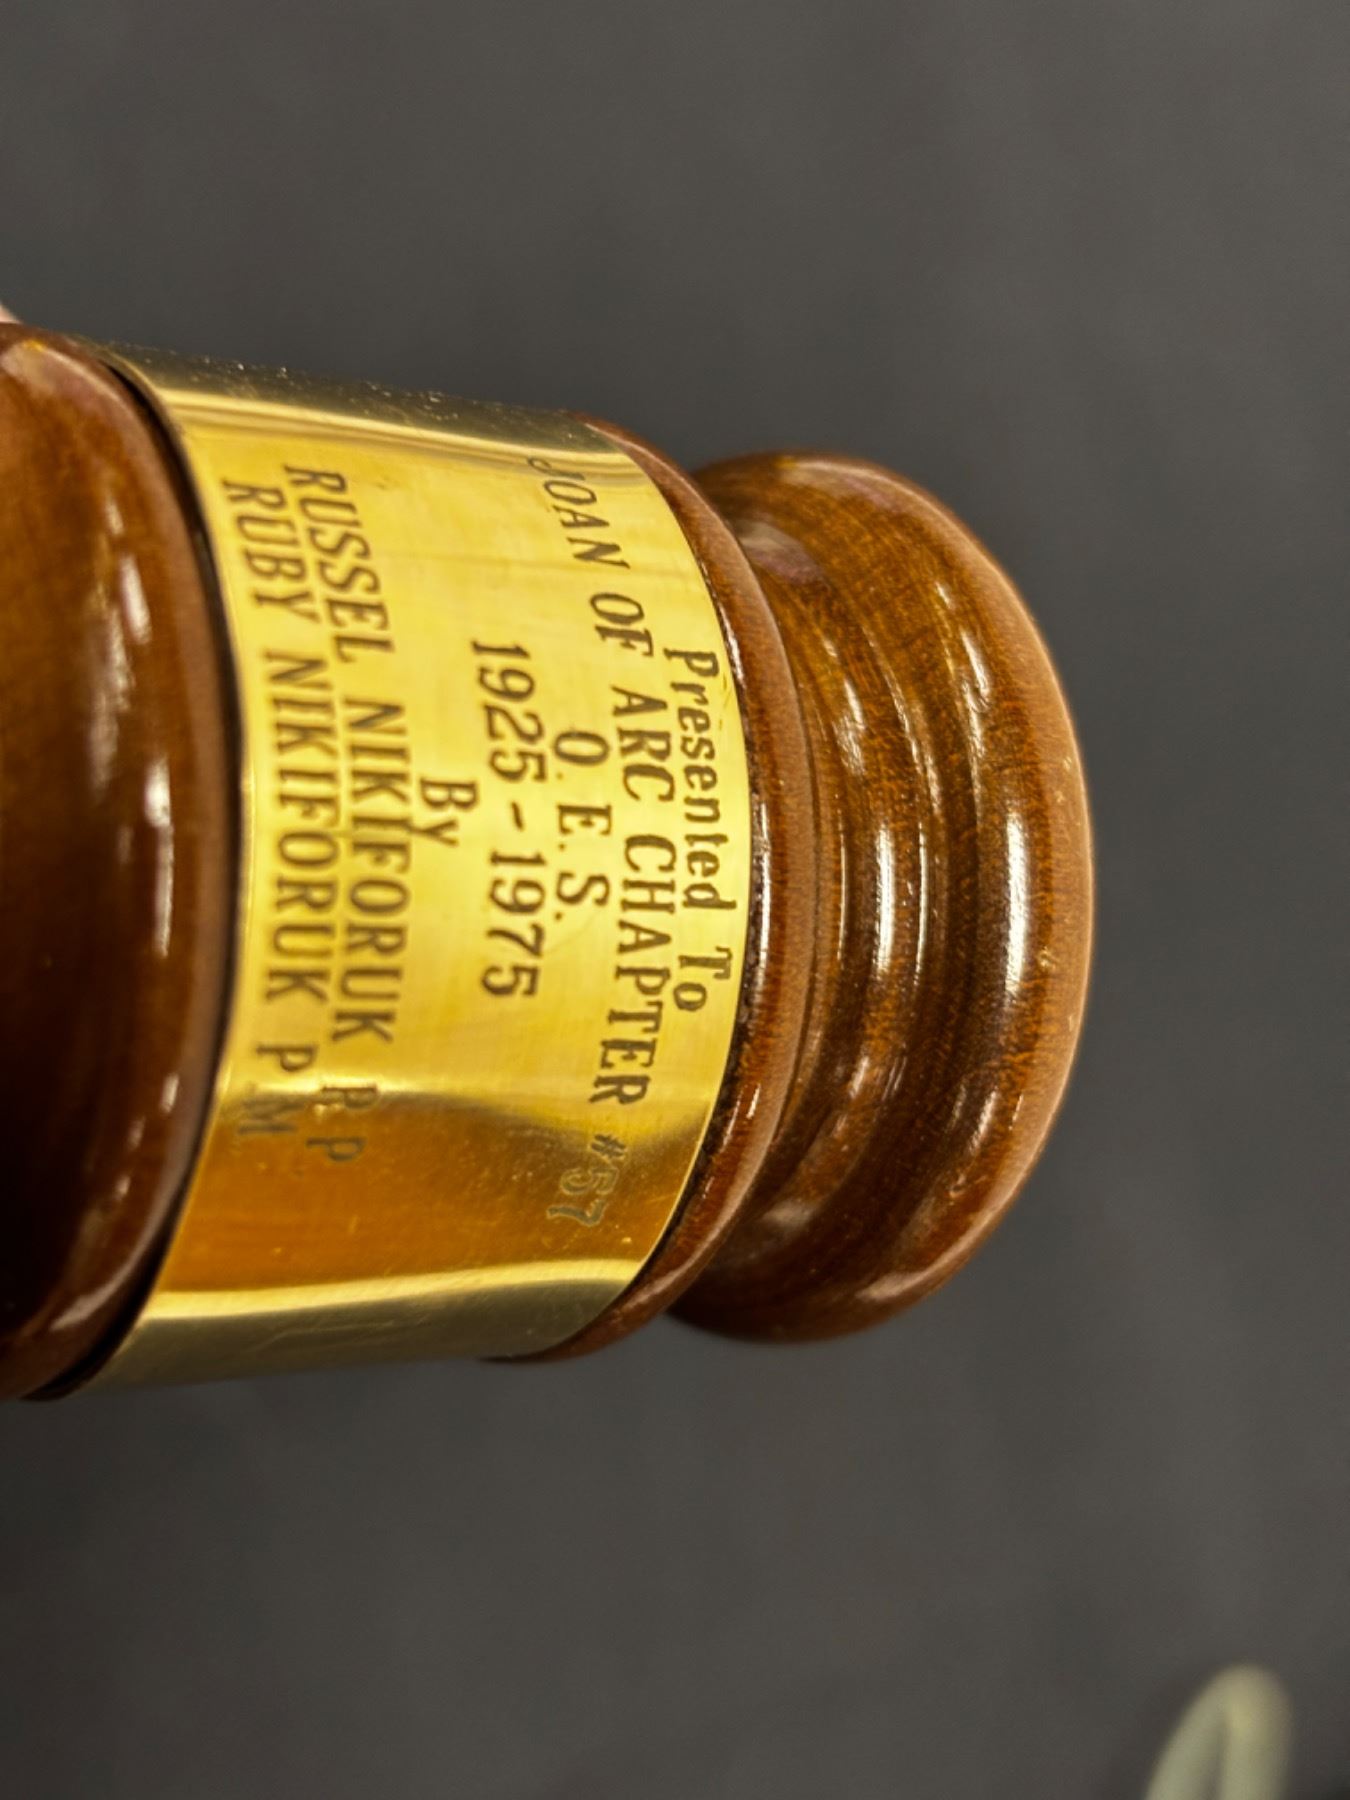 Presented To
JOAN OF ARC CHAPTER #57
O. E. S.
1925 - 1975
By
RUSSEL NIKIFORUK P P
RUBY NIKIFORUK P M